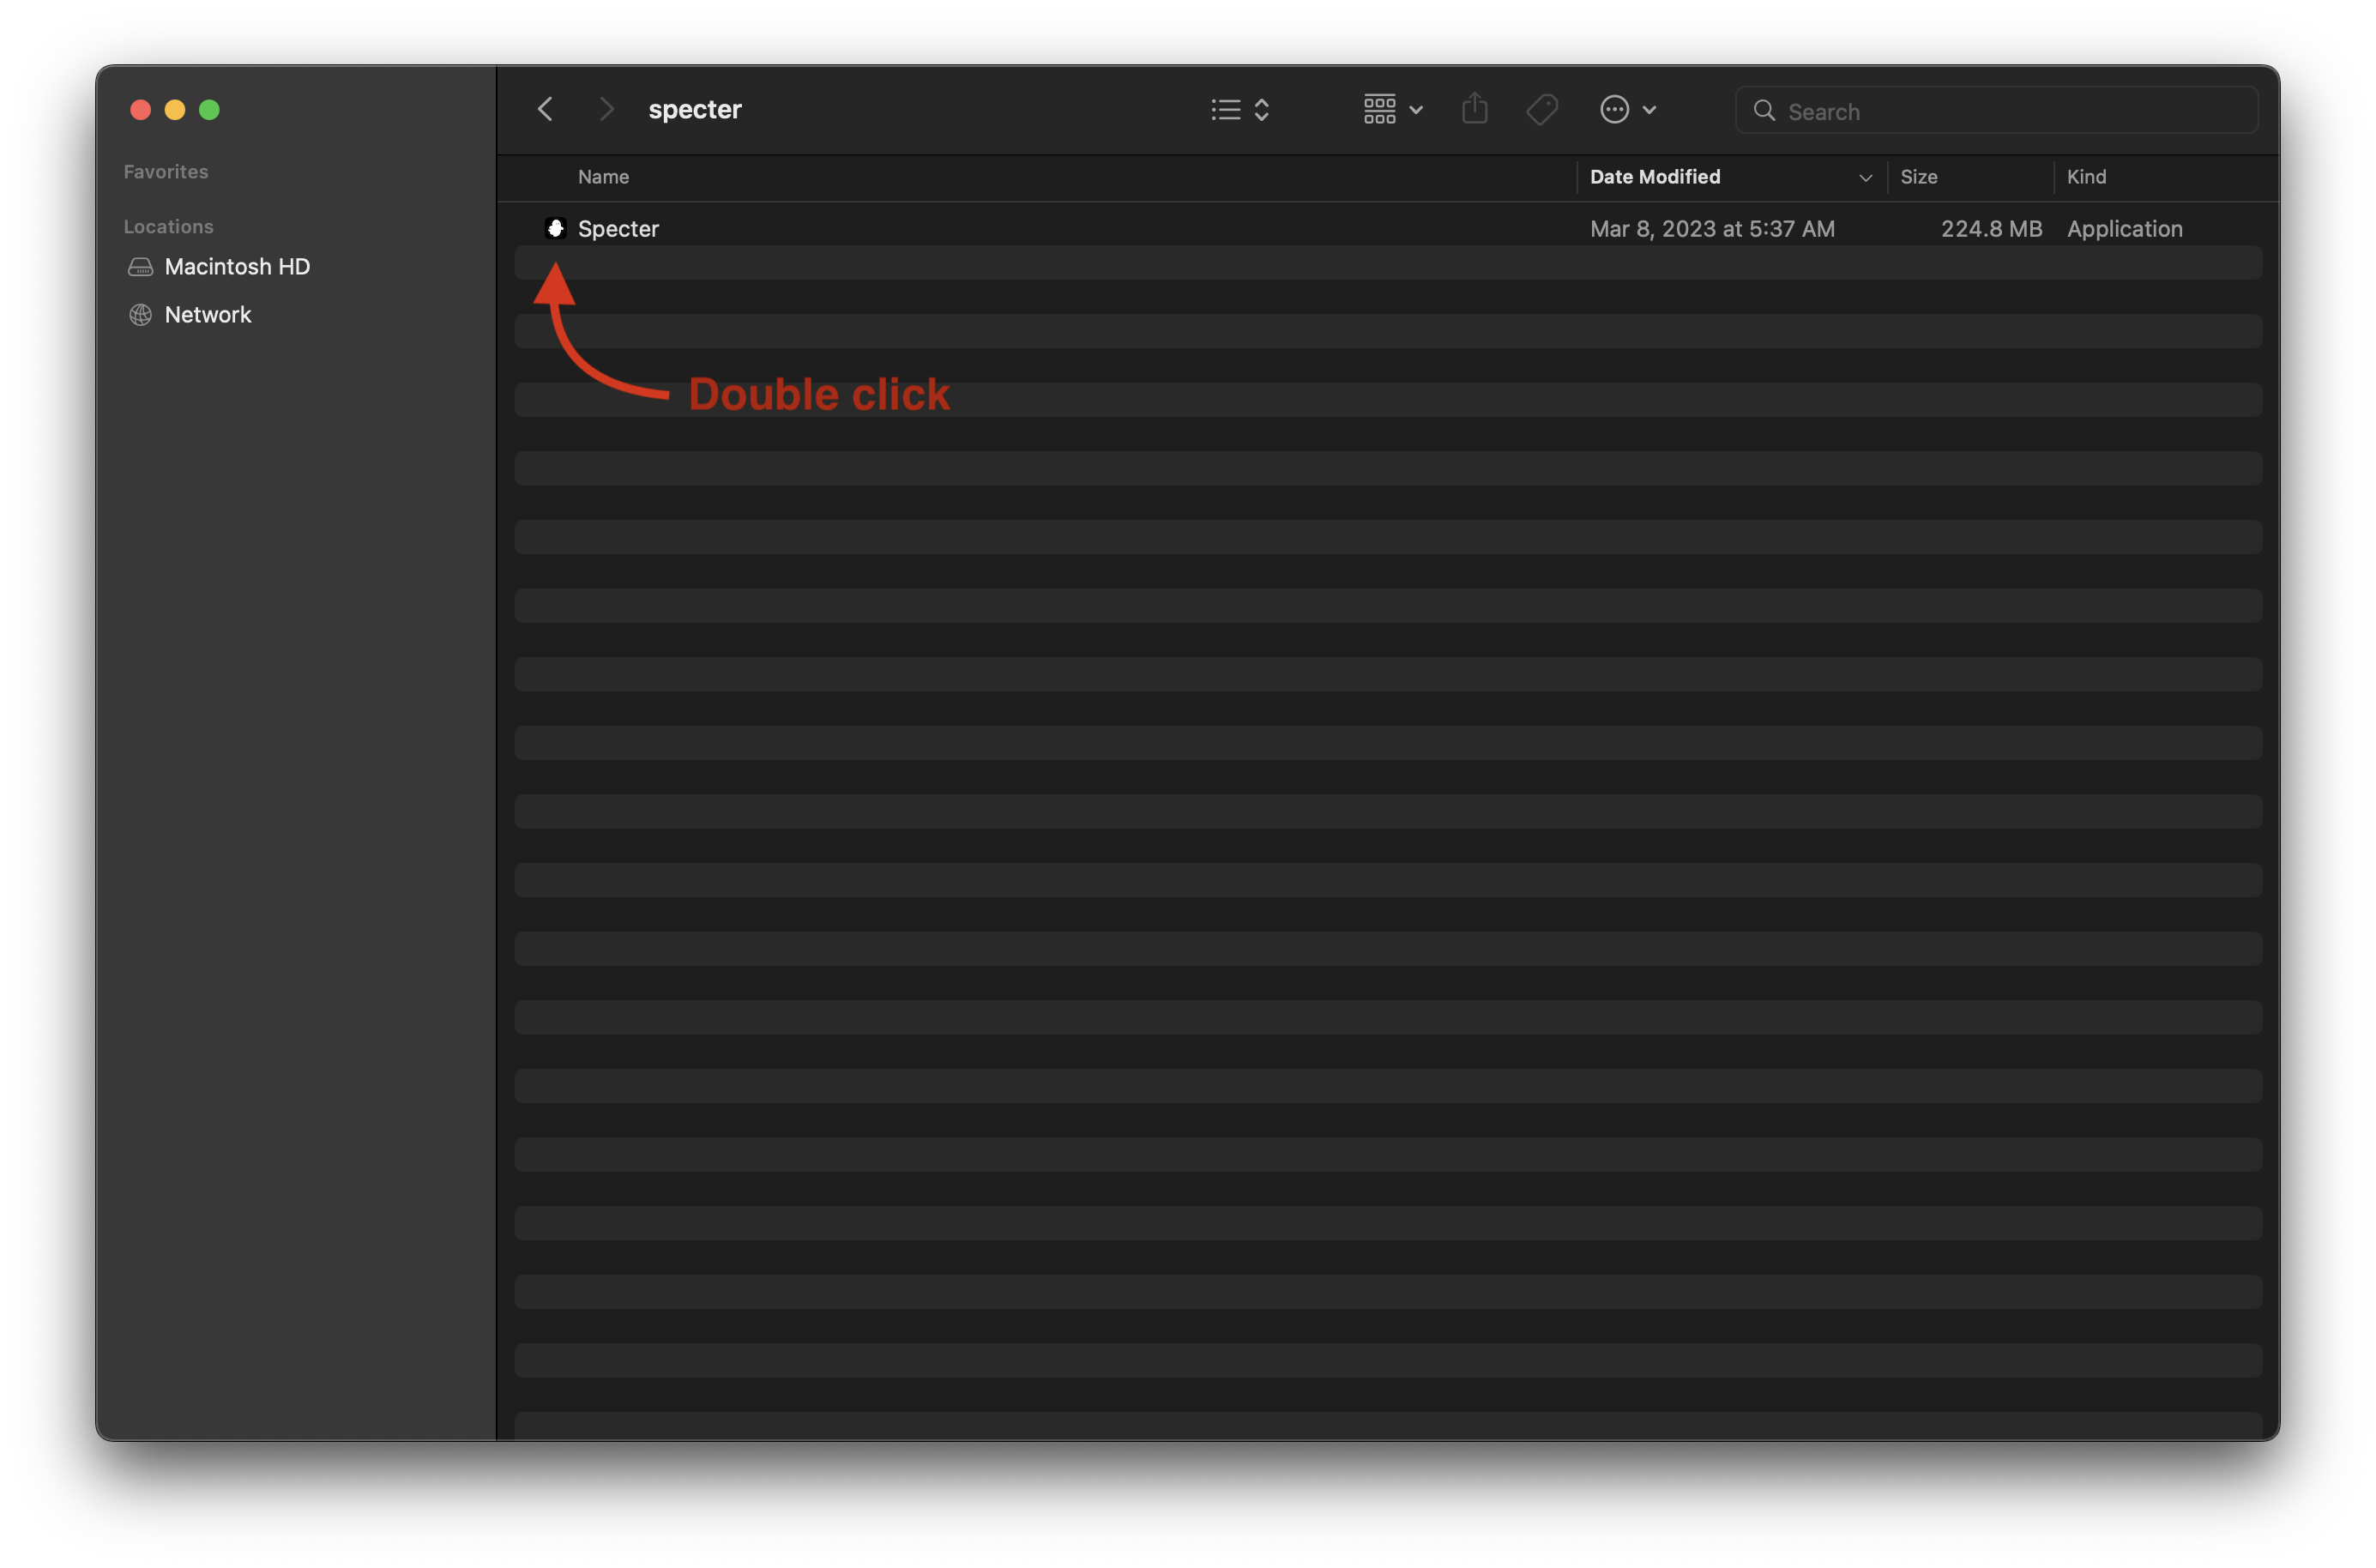 Favorites
Locations
Macintosh HD
Network
specter
Search
Name Date Modified Size Kind
Specter Mar 8, 2023 at 5:37 AM 224.8 MB Application
Double click